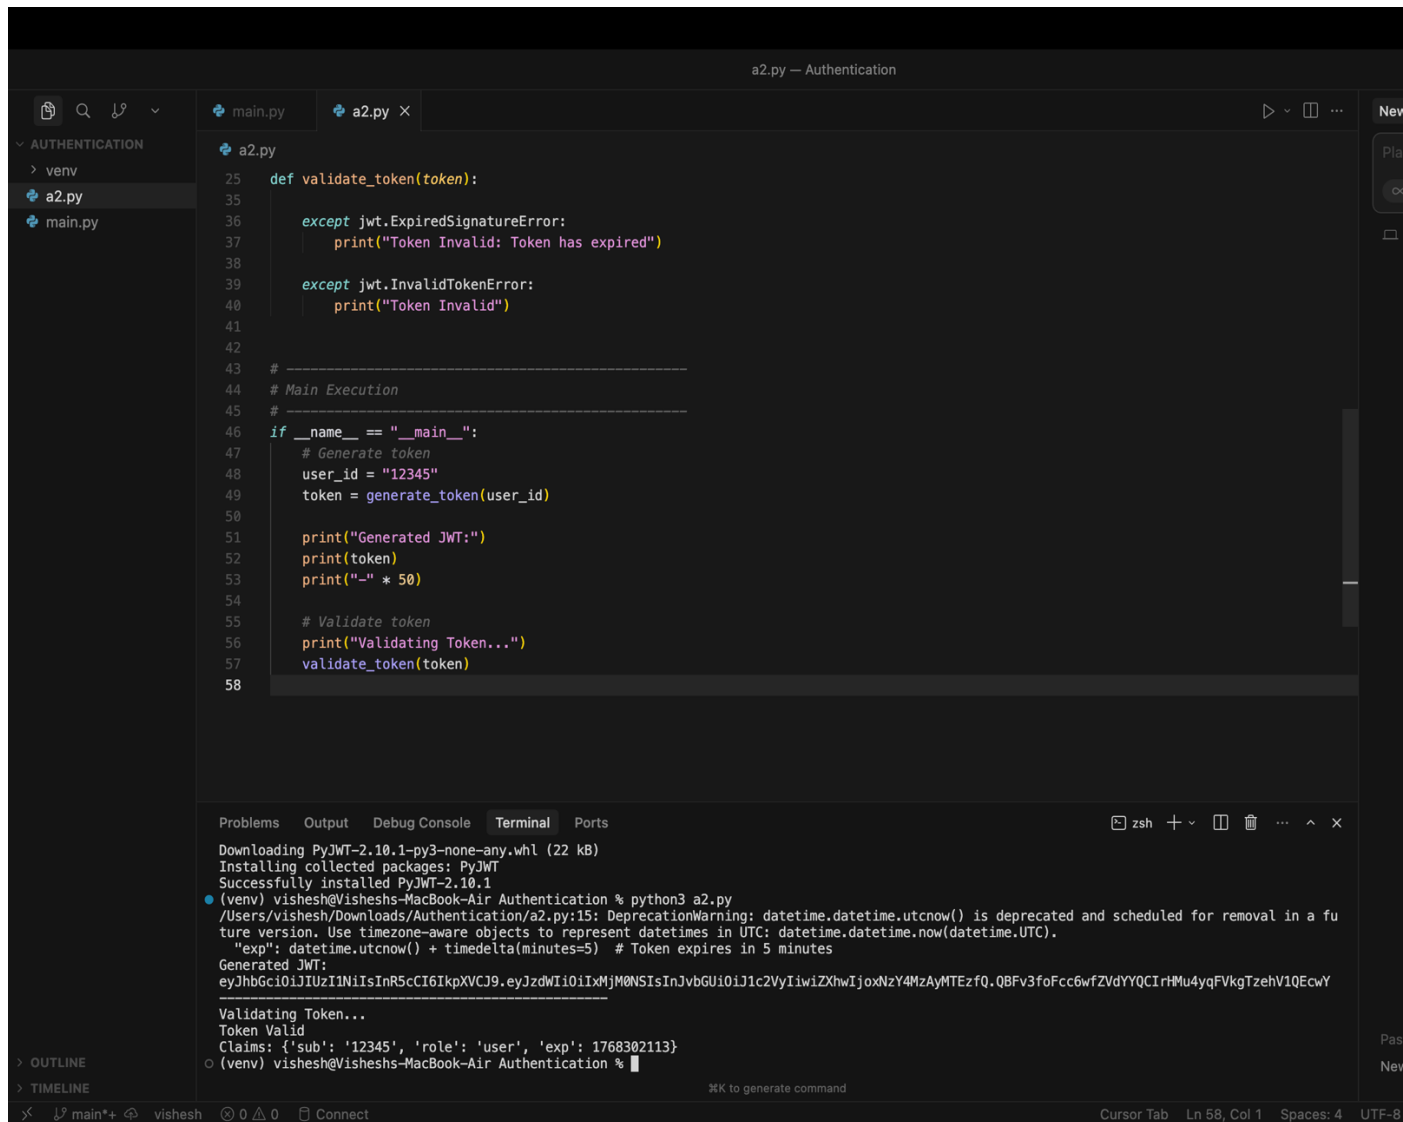 a2.py — Authentication
main.py
a2.py
New
AUTHENTICATION
venv
a2.py
main.py
a2.py
25 def validate_token(token):
35
36 except jwt.ExpiredSignatureError:
37 print("Token Invalid: Token has expired")
38
39 except jwt.InvalidTokenError:
40 print("Token Invalid")
41
42
43 # --------------------------------------------------
44 # Main Execution
45 # --------------------------------------------------
46 if __name__ == "__main__":
47 # Generate token
48 user_id = "12345"
49 token = generate_token(user_id)
50
51 print("Generated JWT:")
52 print(token)
53 print("-" * 50)
54
55 # Validate token
56 print("Validating Token...")
57 validate_token(token)
58
Pla
Problems Output Debug Console Terminal Ports
zsh
Downloading PyJWT-2.10.1-py3-none-any.whl (22 kB)
Installing collected packages: PyJWT
Successfully installed PyJWT-2.10.1
(venv) vishesh@Visheshs-MacBook-Air Authentication % python3 a2.py
/Users/vishesh/Downloads/Authentication/a2.py:15: DeprecationWarning: datetime.datetime.utcnow() is deprecated and scheduled for removal in a fu
ture version. Use timezone-aware objects to represent datetimes in UTC: datetime.datetime.now(datetime.UTC).
"exp": datetime.utcnow() + timedelta(minutes=5) # Token expires in 5 minutes
Generated JWT:
eyJhbGciOiJIUzI1NiIsInR5cCI6IkpXVCJ9.eyJzdWIiOiIxMjM0NSIsInJvbGUiOiJ1c2VyIiwiZXhwIjoxNzY4MzAyMTEzfQ.QBFv3foFcc6wfZVdYYQCIrHMu4yqFVkgTzehV1QEcwY
--------------------------------------------------
Validating Token...
Token Valid
Claims: {'sub': '12345', 'role': 'user', 'exp': 1768302113}
(venv) vishesh@Visheshs-MacBook-Air Authentication %
⌘K to generate command
Pas
New
OUTLINE
TIMELINE
main*+ vishesh 0 0 Connect
Cursor Tab Ln 58, Col 1 Spaces: 4 UTF-8